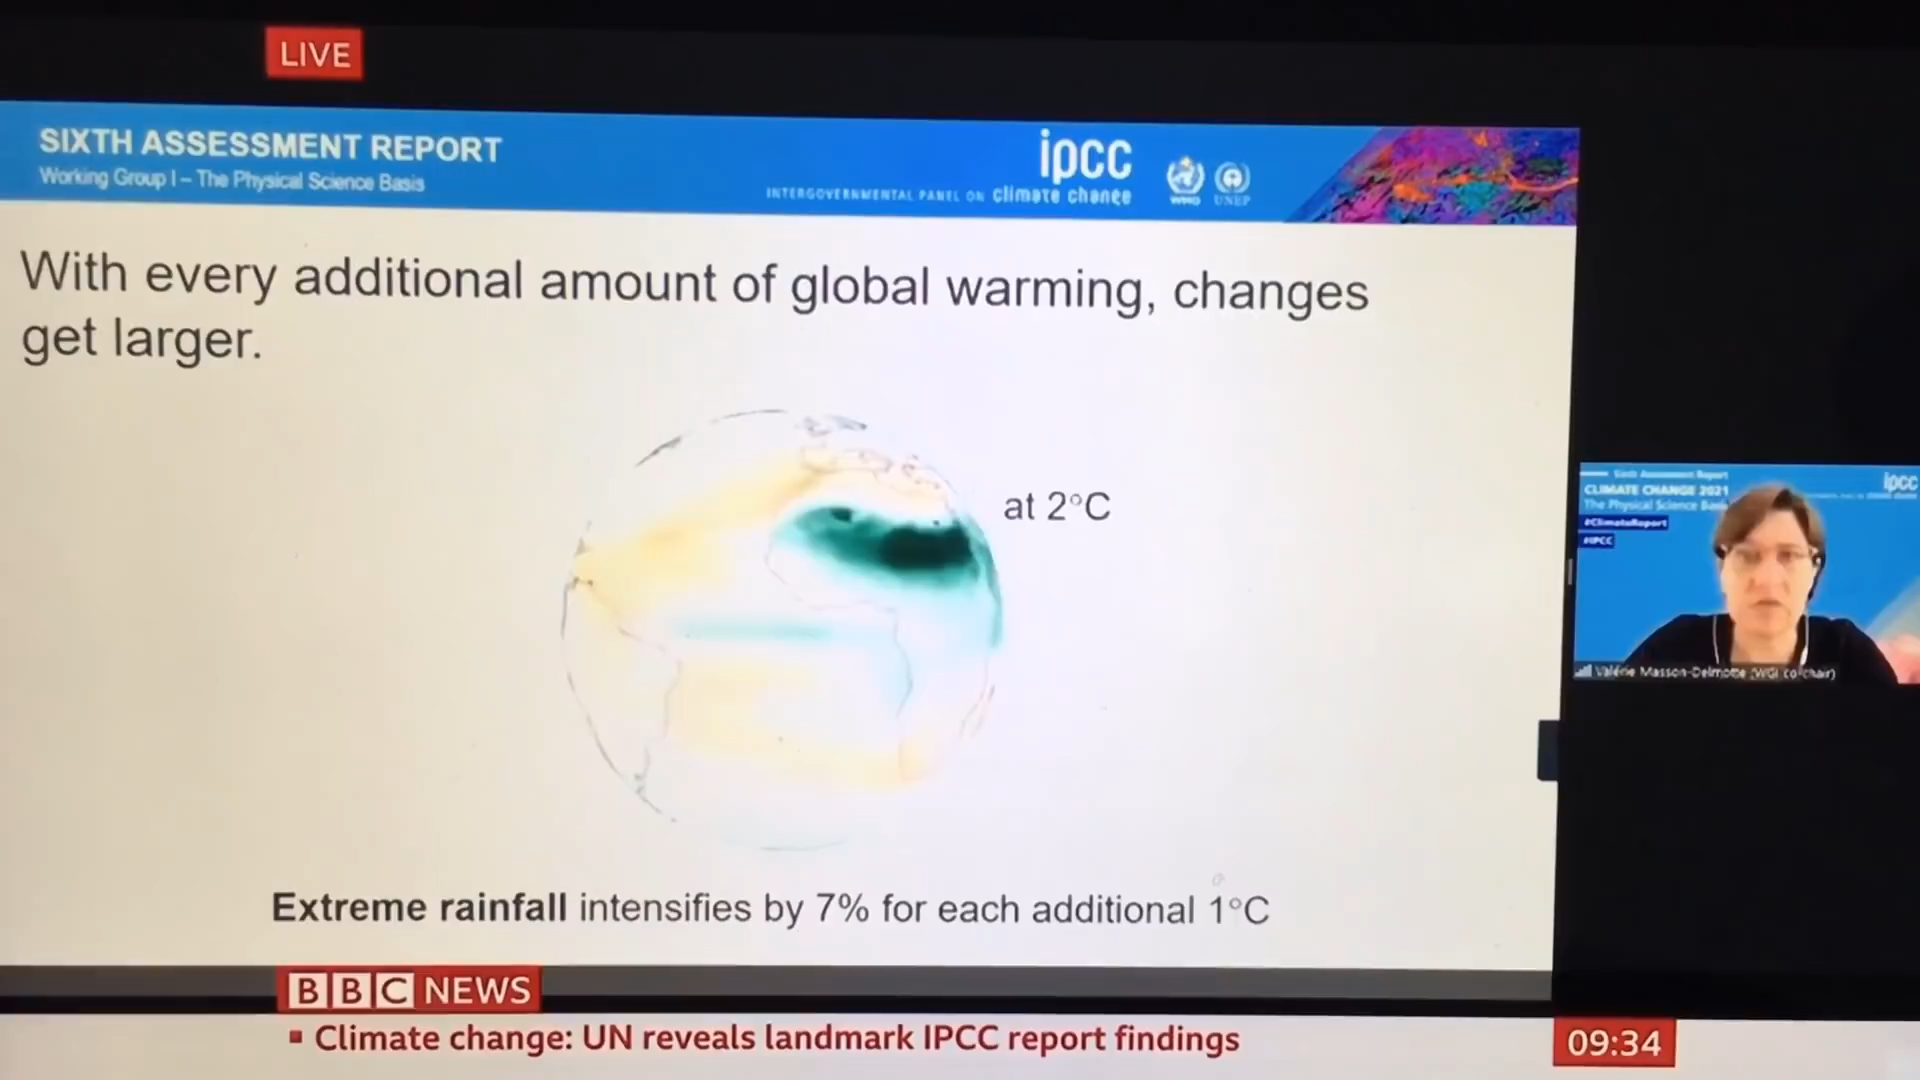 LIVE
SIXTH ASSESSMENT REPORT
Working Group I – The Physical Science Basis
ipcc
INTERGOVERNMENTAL PANEL ON climate change
WMO
UNEP
With every additional amount of global warming, changes
get larger.
at 2°C
Extreme rainfall intensifies by 7% for each additional 1°C
Sixth Assessment Report
ipcc
CLIMATE CHANGE 2021
The Physical Science Basis
#ClimateReport
#IPCC
Valérie Masson-Delmotte (WGI co-chair)
BBC NEWS
Climate change: UN reveals landmark IPCC report findings
09:34